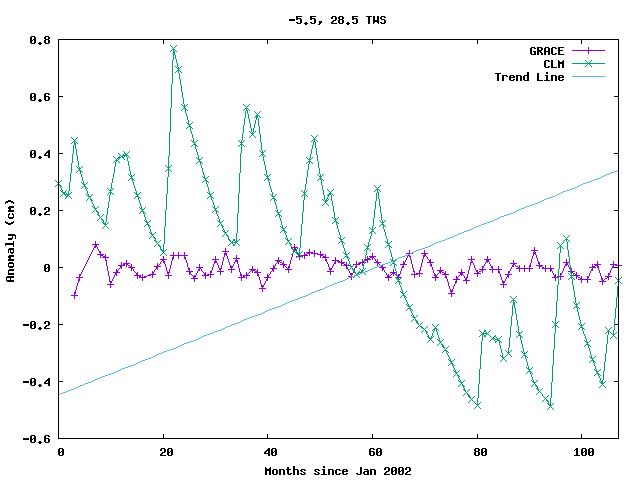 -5.5, 28.5 TWS
GRACE
CLM
Trend Line
0.8
0.6
0.4
0.2
0
-0.2
-0.4
-0.6
Anomaly (cm)
0 20 40 60 80 100
Months since Jan 2002